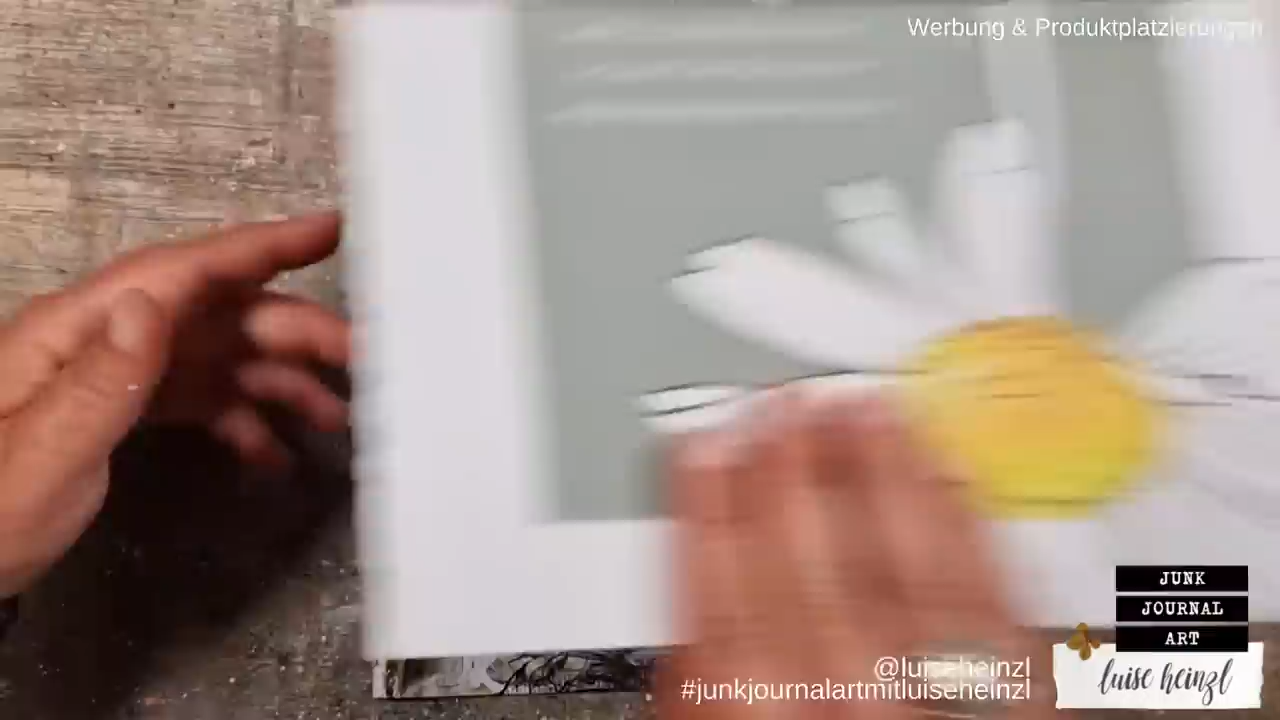 Werbung & Produktplatzierungen
JUNK
JOURNAL
ART
@luiseheinzl
#junkjournalartmitluiseheinzl
luise heinzl